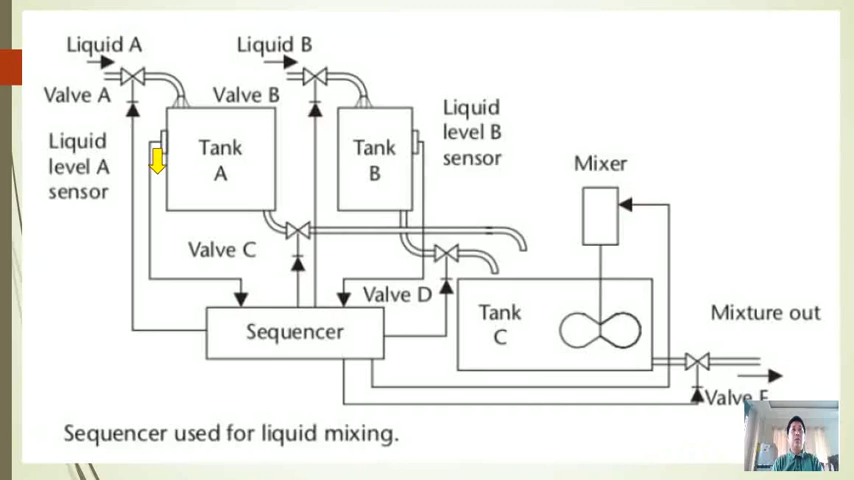 Liquid A
Liquid B
Valve A
Valve B
Liquid
level A
sensor
Tank
A
Tank
B
Liquid
level B
sensor
Mixer
Valve C
Valve D
Sequencer
Tank
C
Mixture out
Valve
Sequencer used for liquid mixing.